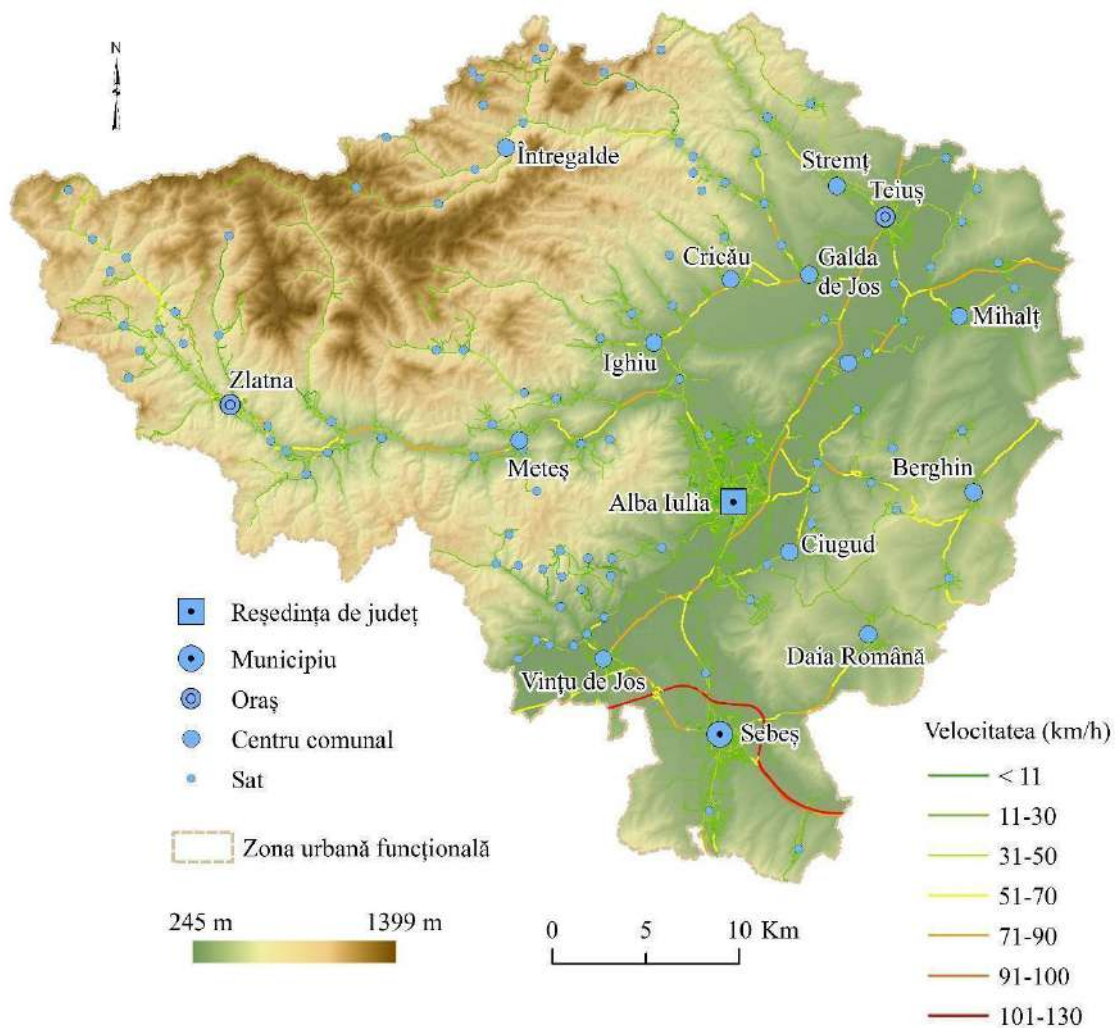 N
Întregalde
Stremț
Teiuș
Cricău
Galda
de Jos
Mihalț
Ighiu
Zlatna
Meteș
Berghin
Alba Iulia
Ciugud
Daia Română
Vințu de Jos
Sebeș
Reședința de județ
Municipiu
Oraș
Centru comunal
Sat
Zona urbană funcțională
245 m
1399 m
0 5 10 Km
Velocitatea (km/h)
< 11
11-30
31-50
51-70
71-90
91-100
101-130